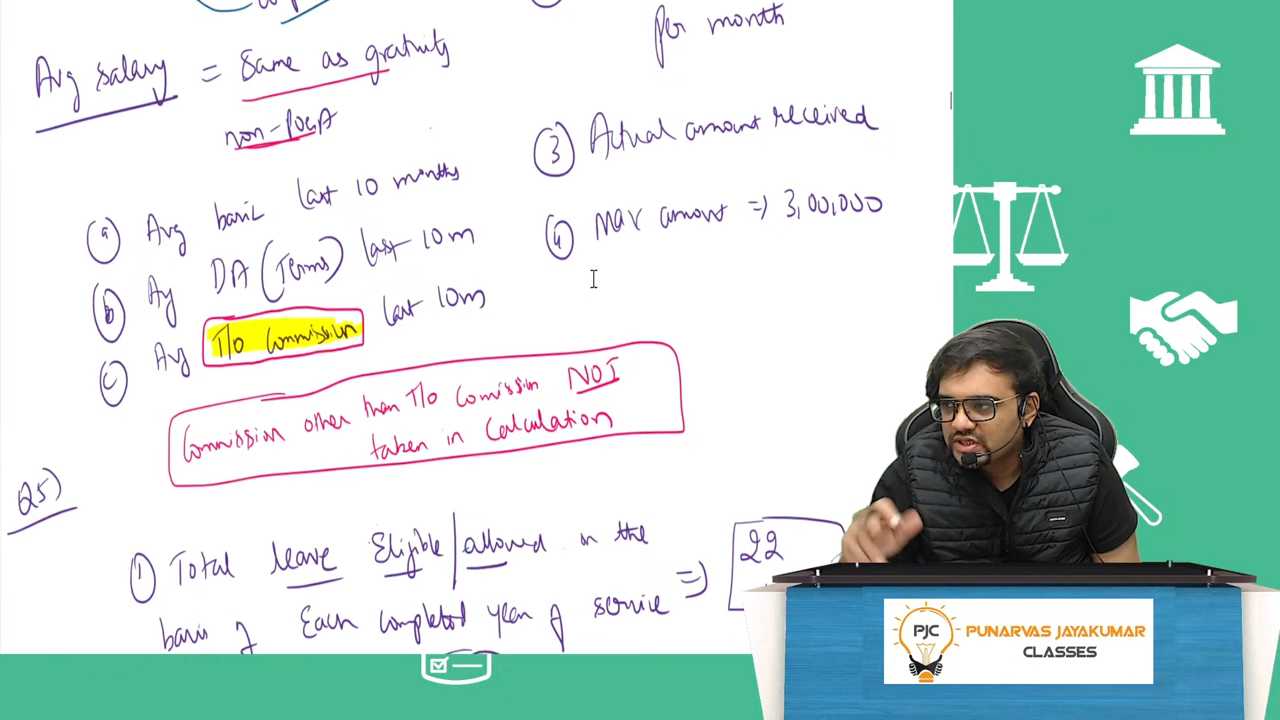 per month
Avg salary = Same as gratuity
non-POGA
(a) Avg basic last 10 months
(b) Avg DA (Terms) last 10m
(c) Avg T/o Commission last 10m
(3) Actual amount received
(4) Max amount => 3,00,000
Commission other than T/o Comission NOT
taken in Calculation
Q5)
(1) Total leave Eligible/allowed on the
basis of Each completed year of service => 22
PJC PUNARVAS JAYAKUMAR
CLASSES